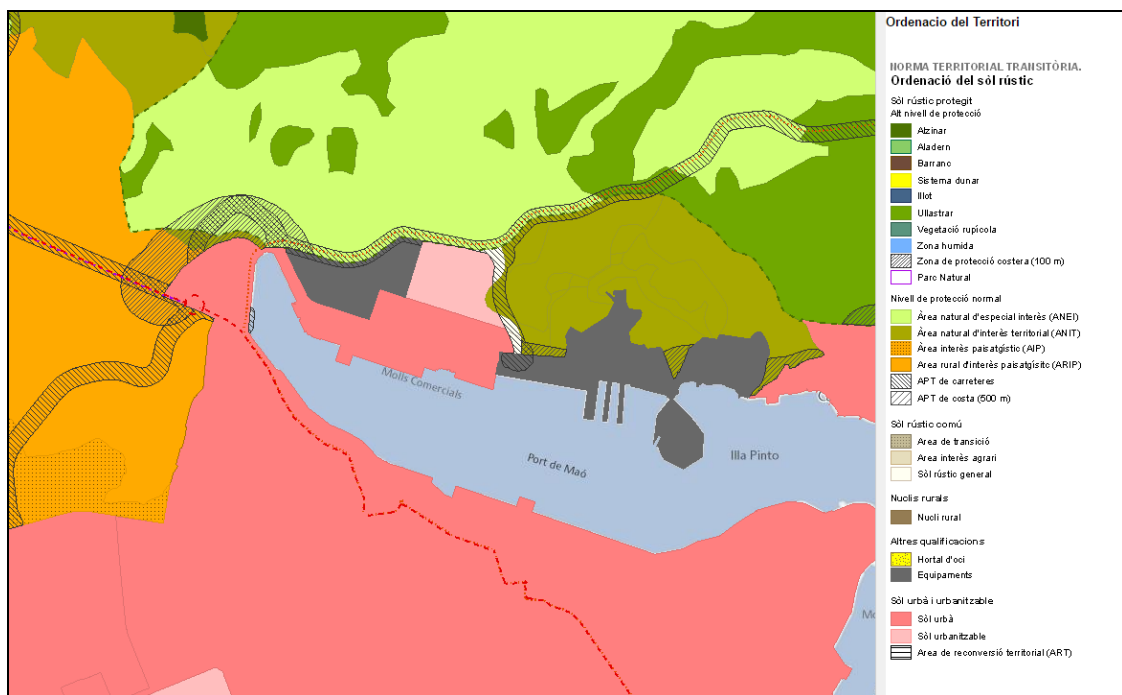 Ordenacio del Territori
NORMA TERRITORIAL TRANSITÒRIA.
Ordenació del sòl rústic
Sòl rústic protegit
Alt nivell de protecció
Alzinar
Aladern
Barranc
Sistema dunar
Illot
Ullastrar
Vegetació rupícola
Zona humida
Zona de protecció costera (100 m)
Parc Natural
Nivell de protecció normal
Àrea natural d'especial interès (ANEI)
Àrea natural d'interès territorial (ANIT)
Àrea interès paisatgístic (AIP)
Area rural d'interès paisatgísitc (ARIP)
APT de carreteres
APT de costa (500 m)
Sòl rústic comú
Area de transició
Area interès agrari
Sòl rústic general
Nuclis rurals
Nucli rural
Altres qualificacions
Hortal d'oci
Equipaments
Sòl urbà i urbanitzable
Sòl urbà
Sòl urbanitzable
Area de reconversió territorial (ART)
Molls Comercials
Port de Maó
Illa Pinto